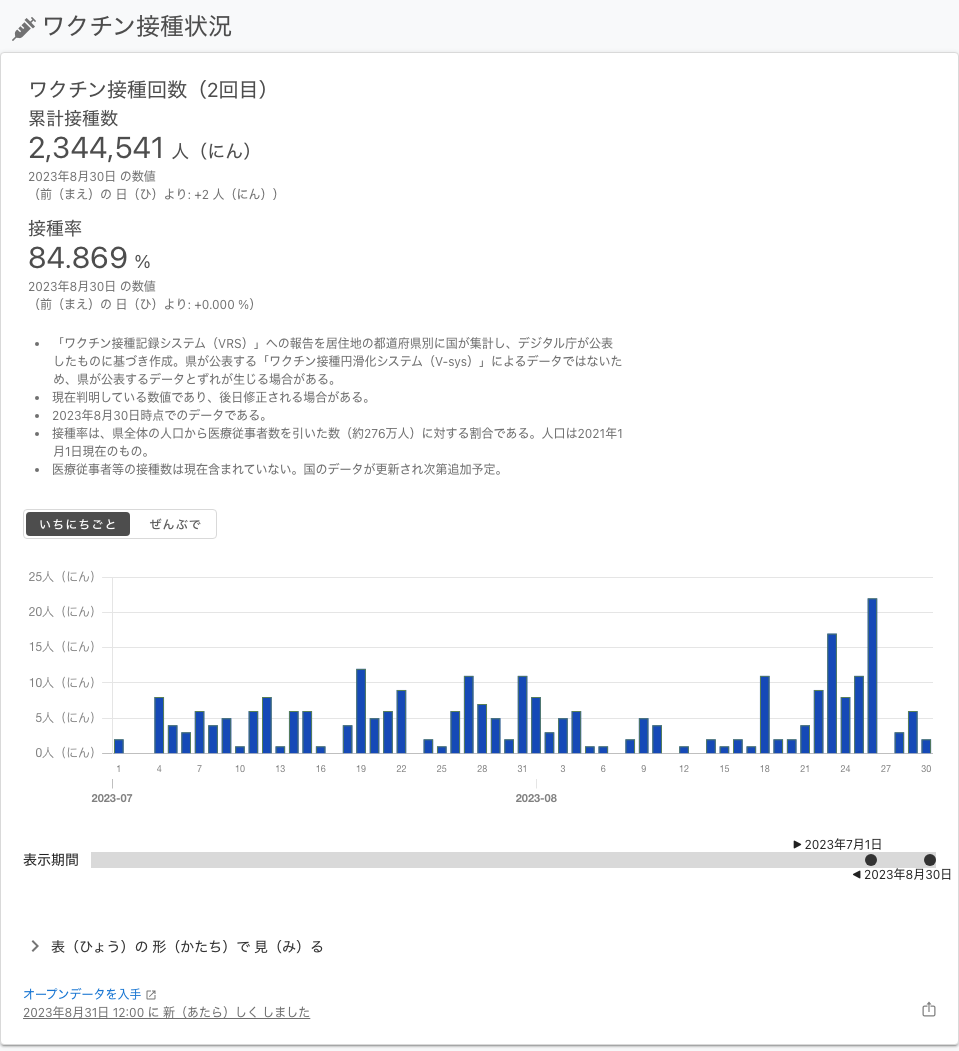 ワクチン接種状況
ワクチン接種回数（2回目）
累計接種数
2,344,541 人（にん）
2023年8月30日 の数値
（前（まえ）の 日（ひ）より: +2 人（にん））
接種率
84.869 %
2023年8月30日 の数値
（前（まえ）の 日（ひ）より: +0.000 %）
• 「ワクチン接種記録システム（VRS）」への報告を居住地の都道府県別に国が集計し、デジタル庁が公表
したものに基づき作成。県が公表する「ワクチン接種円滑化システム（V-sys）」によるデータではないた
め、県が公表するデータとずれが生じる場合がある。
• 現在判明している数値であり、後日修正される場合がある。
• 2023年8月30日時点でのデータである。
• 接種率は、県全体の人口から医療従事者数を引いた数（約276万人）に対する割合である。人口は2021年1
月1日現在のもの。
• 医療従事者等の接種数は現在含まれていない。国のデータが更新され次第追加予定。
いちにちごと ぜんぶで
25人（にん）
20人（にん）
15人（にん）
10人（にん）
5人（にん）
0人（にん）
1 4 7 10 13 16 19 22 25 28 31 3 6 9 12 15 18 21 24 27 30
2023-07 2023-08
▶ 2023年7月1日
表示期間
◀ 2023年8月30日
表（ひょう）の 形（かたち）で 見（み）る
オープンデータを入手
2023年8月31日 12:00 に 新（あたら）しく しました